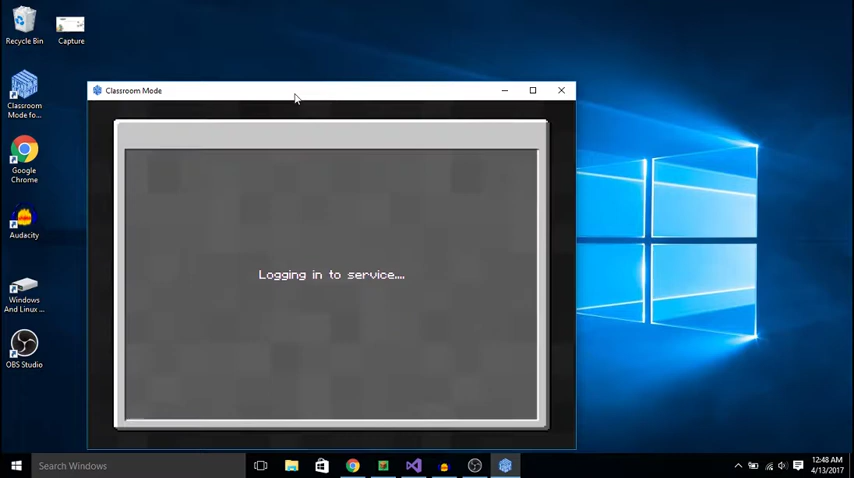 Recycle Bin
Capture
Classroom
Mode fo...
Google
Chrome
Audacity
Windows
And Linux ...
OBS Studio
Classroom Mode
Logging in to service....
Search Windows
12:48 AM
4/13/2017